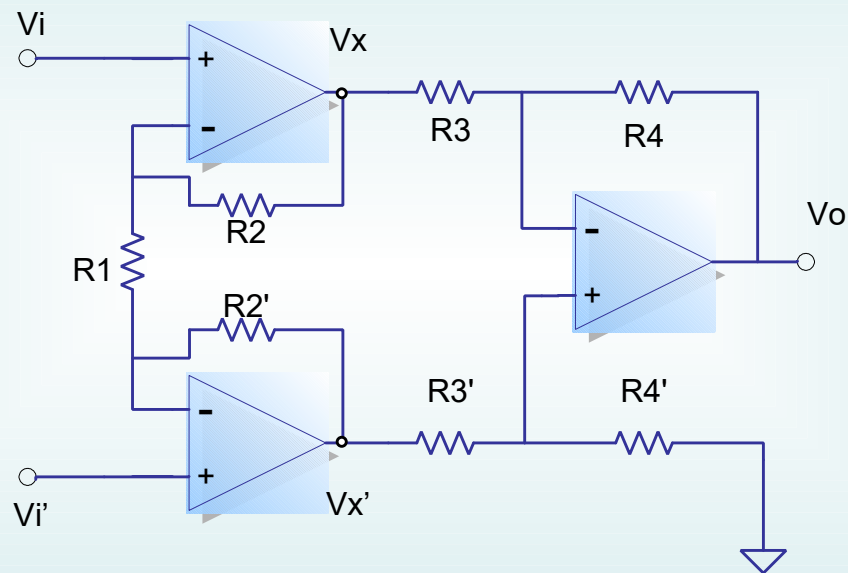 Vi
+
Vx
-
R3
R4
R2
Vo
-
R1
R2'
+
R3'
R4'
-
+
Vi’
Vx’